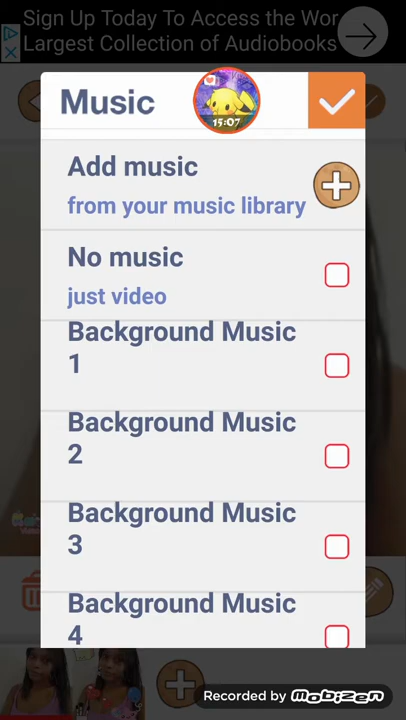 Sign Up Today To Access the Wor
Largest Collection of Audiobooks
Music
15:07
Add music
from your music library
No music
just video
Background Music
1
Background Music
2
Background Music
3
Background Music
4
Recorded by mobizen